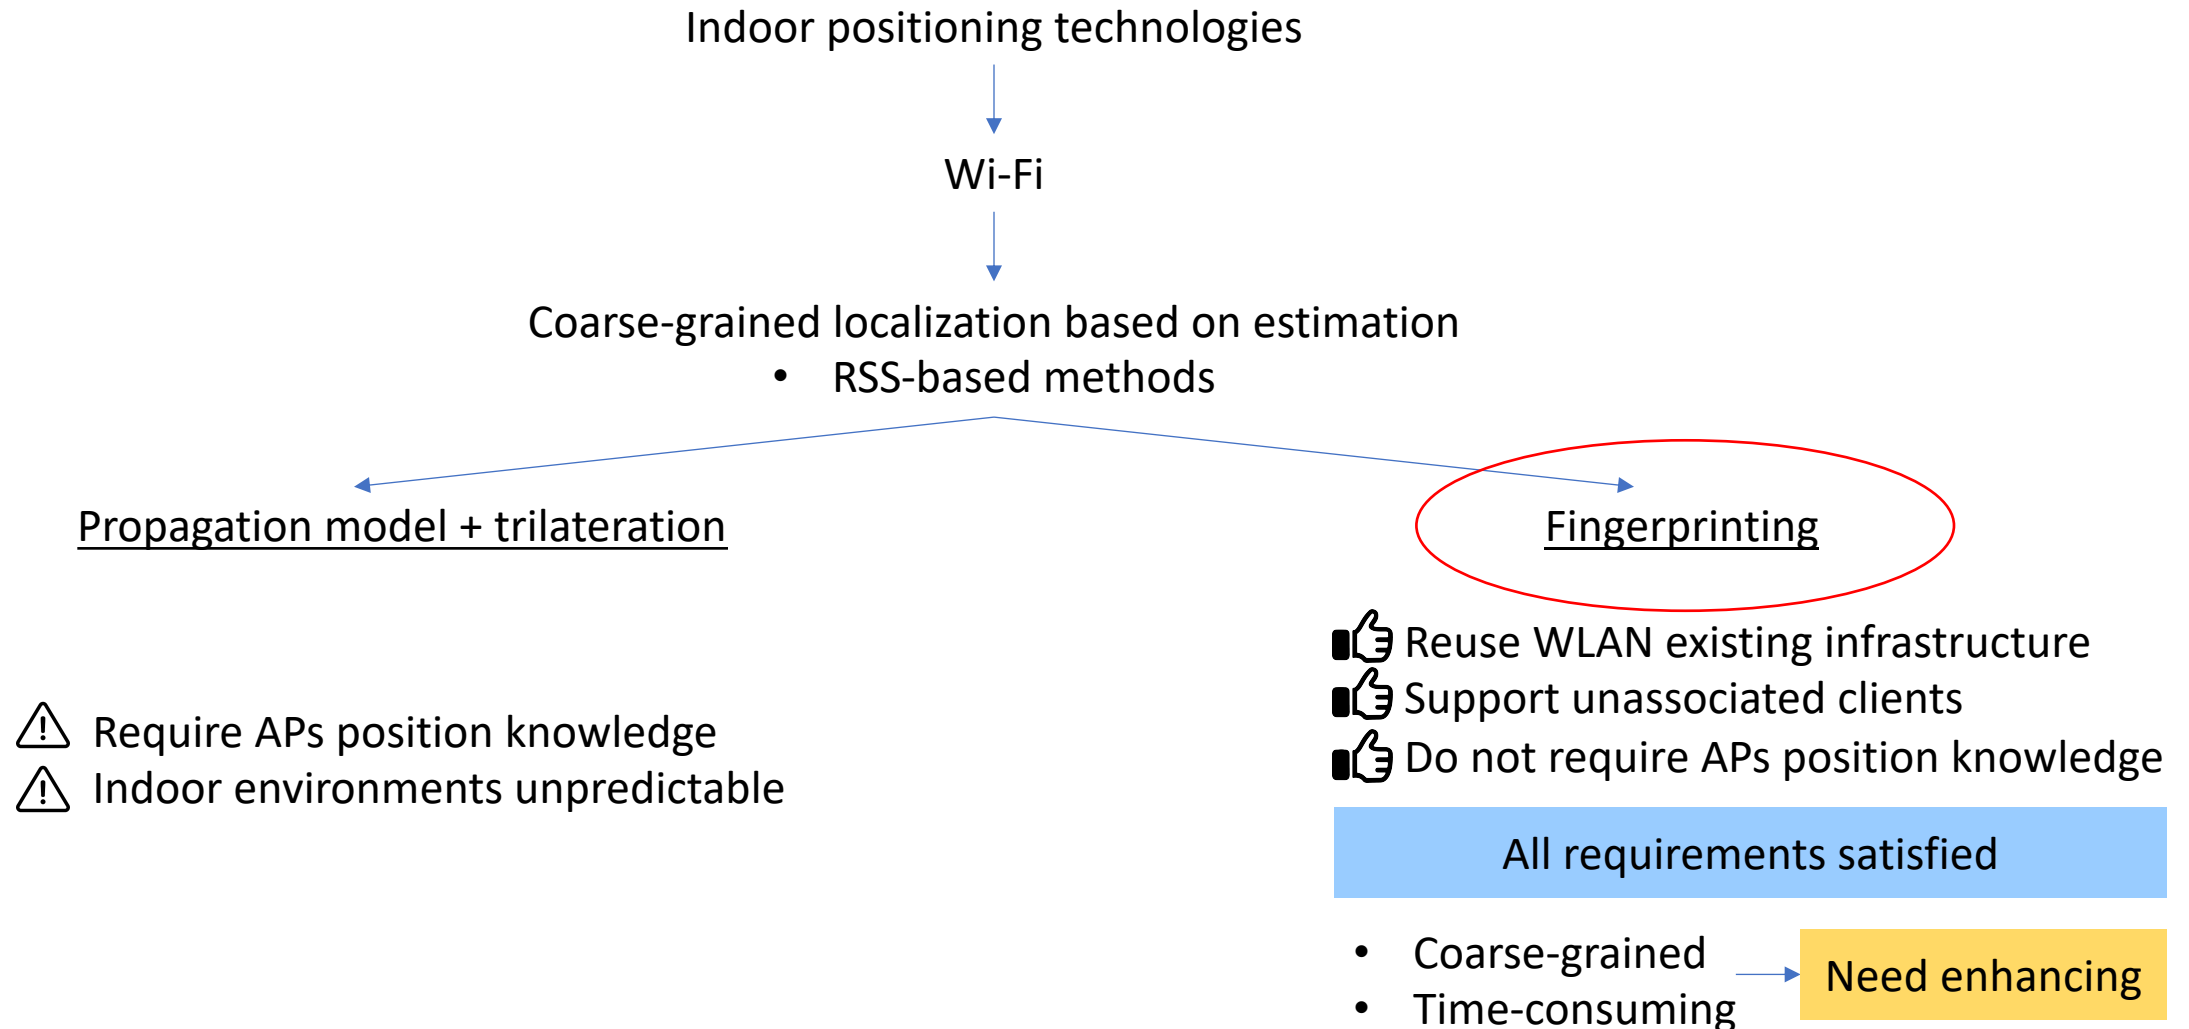 Indoor positioning technologies
Wi-Fi
Coarse-grained localization based on estimation
• RSS-based methods
Propagation model + trilateration
Require APs position knowledge
Indoor environments unpredictable
Fingerprinting
Reuse WLAN existing infrastructure
Support unassociated clients
Do not require APs position knowledge
All requirements satisfied
• Coarse-grained
• Time-consuming
Need enhancing